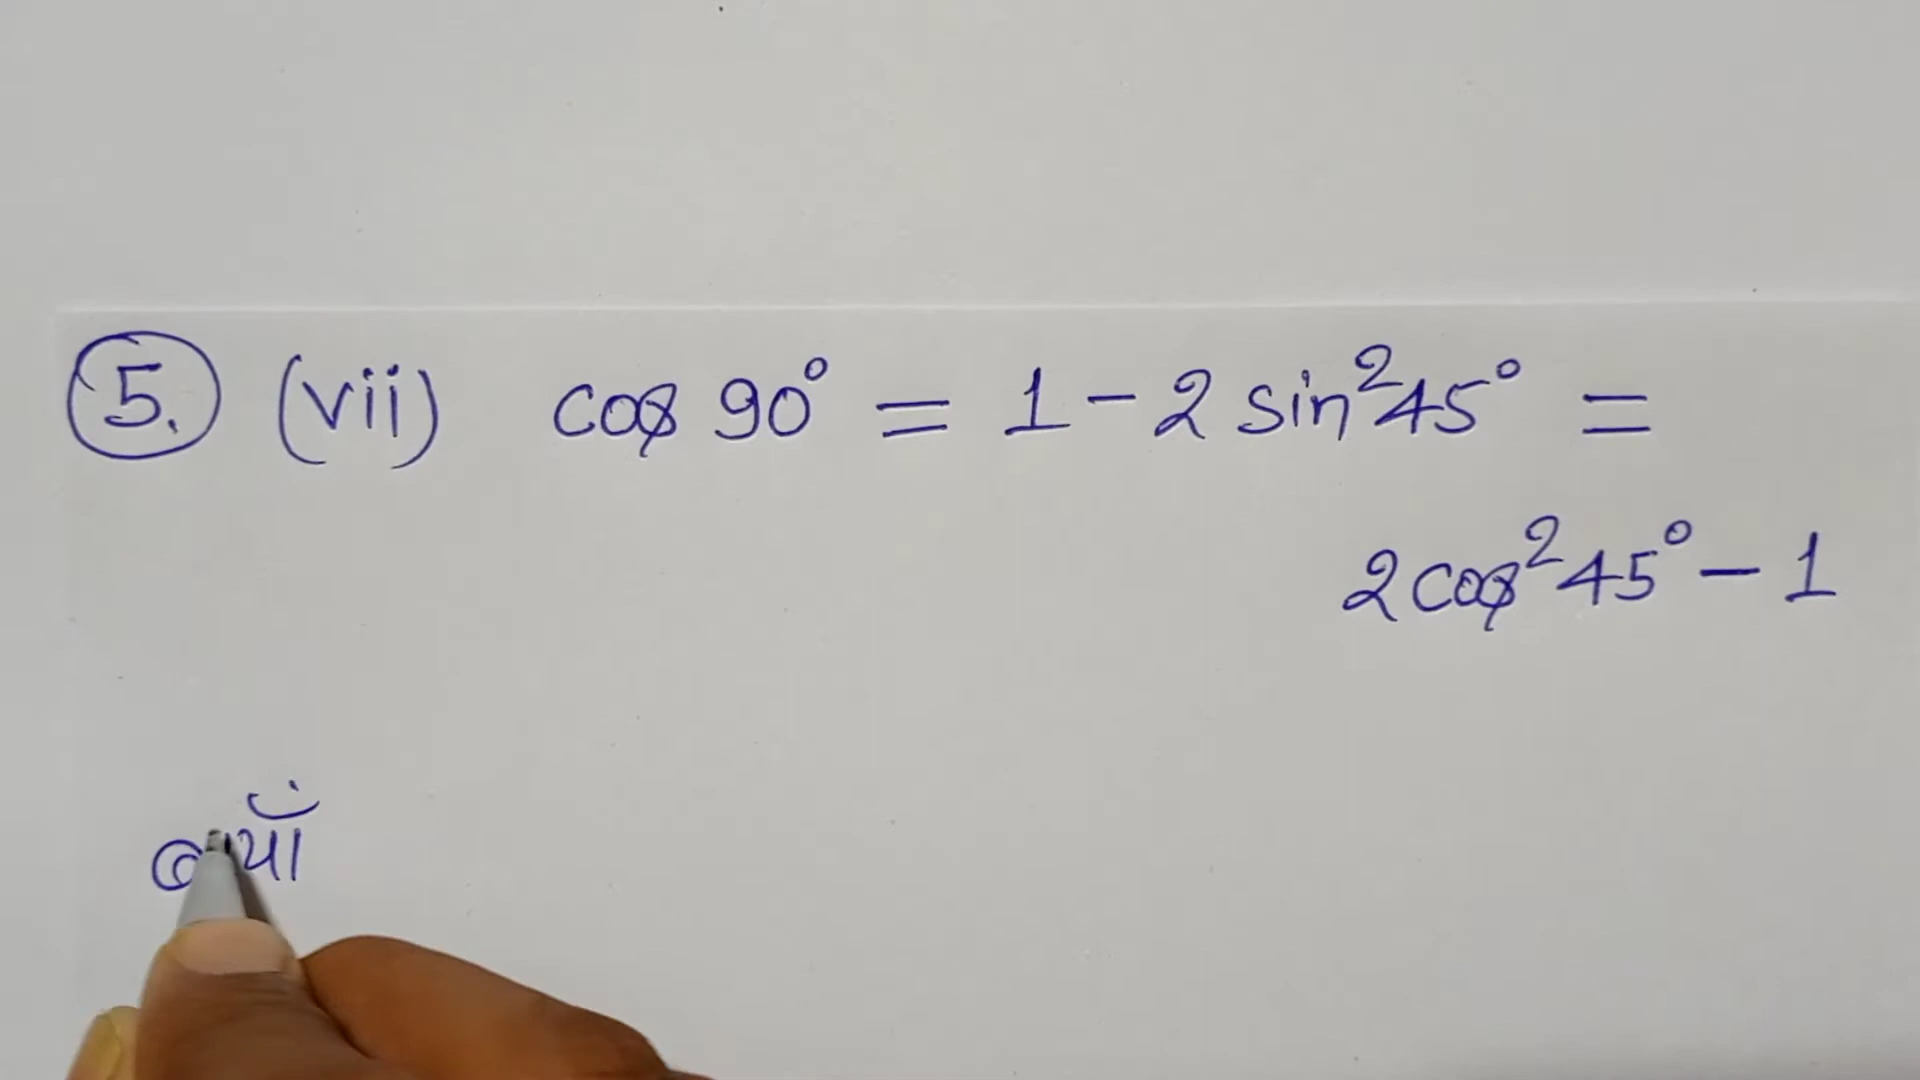 5. (vii) cos 90° = 1 - 2 sin²45° =
2 cos²45° - 1